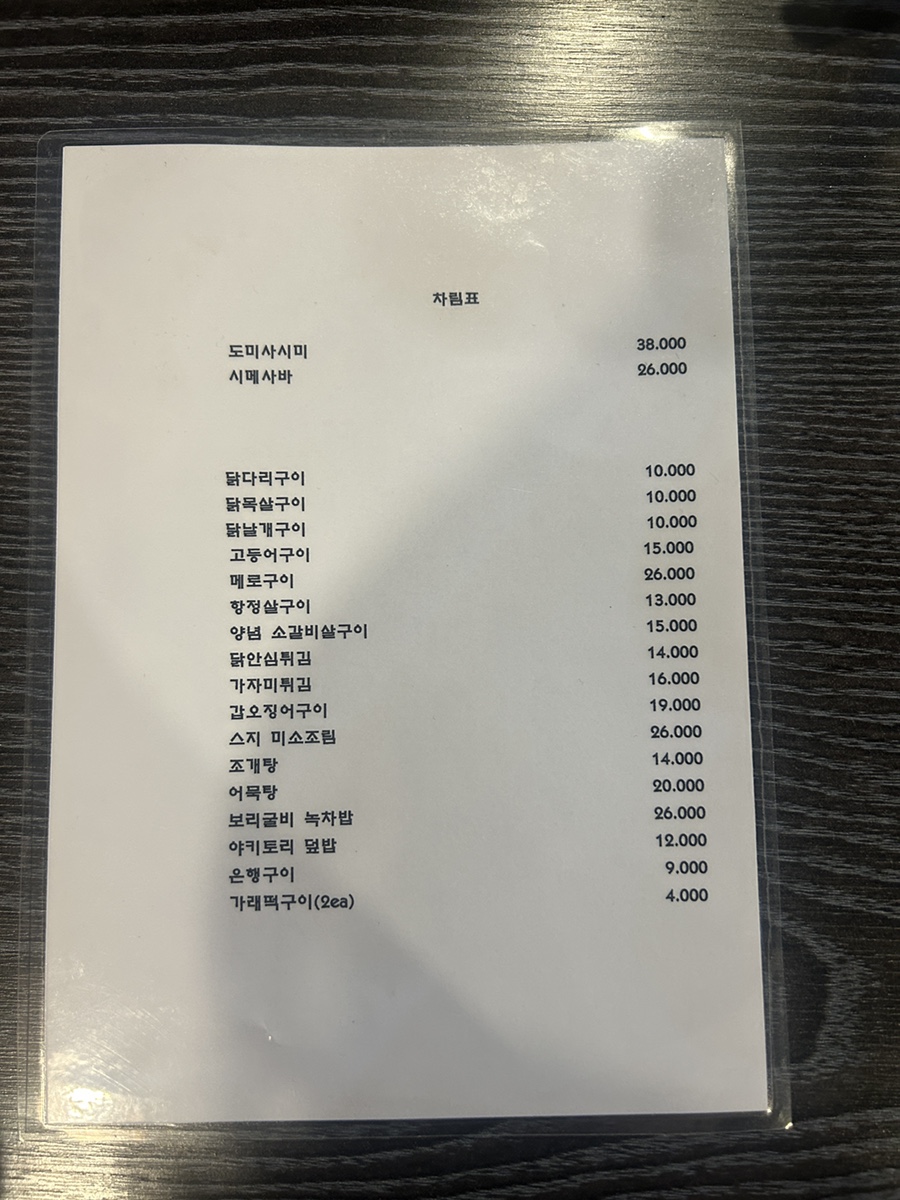 차림표
도미사시미 38.000
시메사바 26.000
닭다리구이 10.000
닭목살구이 10.000
닭날개구이 10.000
고등어구이 15.000
메로구이 26.000
항정살구이 13.000
양념 소갈비살구이 15.000
닭안심튀김 14.000
가자미튀김 16.000
갑오징어구이 19.000
스지 미소조림 26.000
조개탕 14.000
어묵탕 20.000
보리굴비 녹차밥 26.000
야키토리 덮밥 12.000
은행구이 9.000
가래떡구이(2ea) 4.000